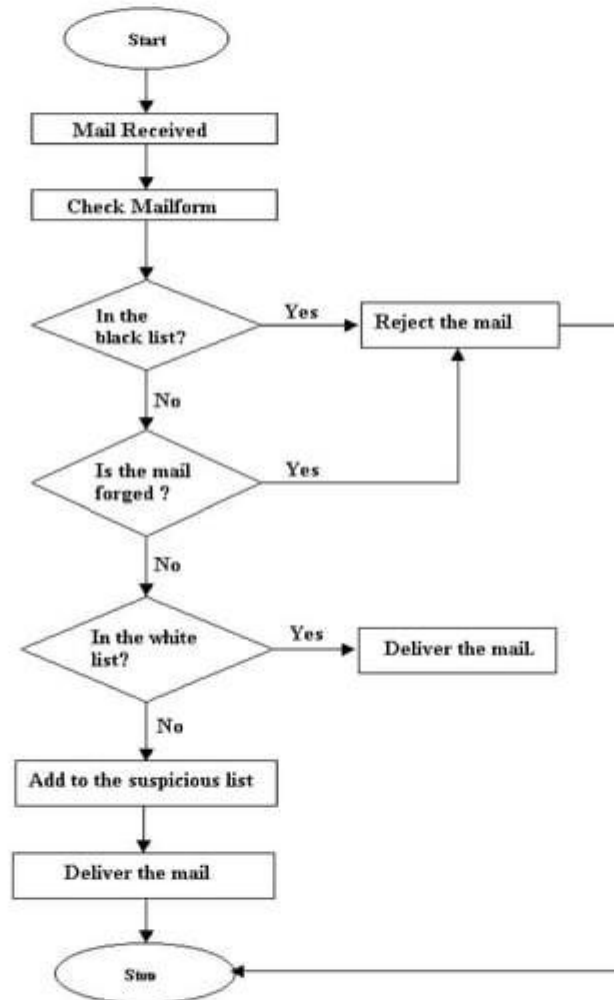 Start
Mail Received
Check Mailform
In the
black list?
Yes
Reject the mail
No
Is the mail
forged ?
Yes
No
In the white
list?
Yes
Deliver the mail.
No
Add to the suspicious list
Deliver the mail
Stop